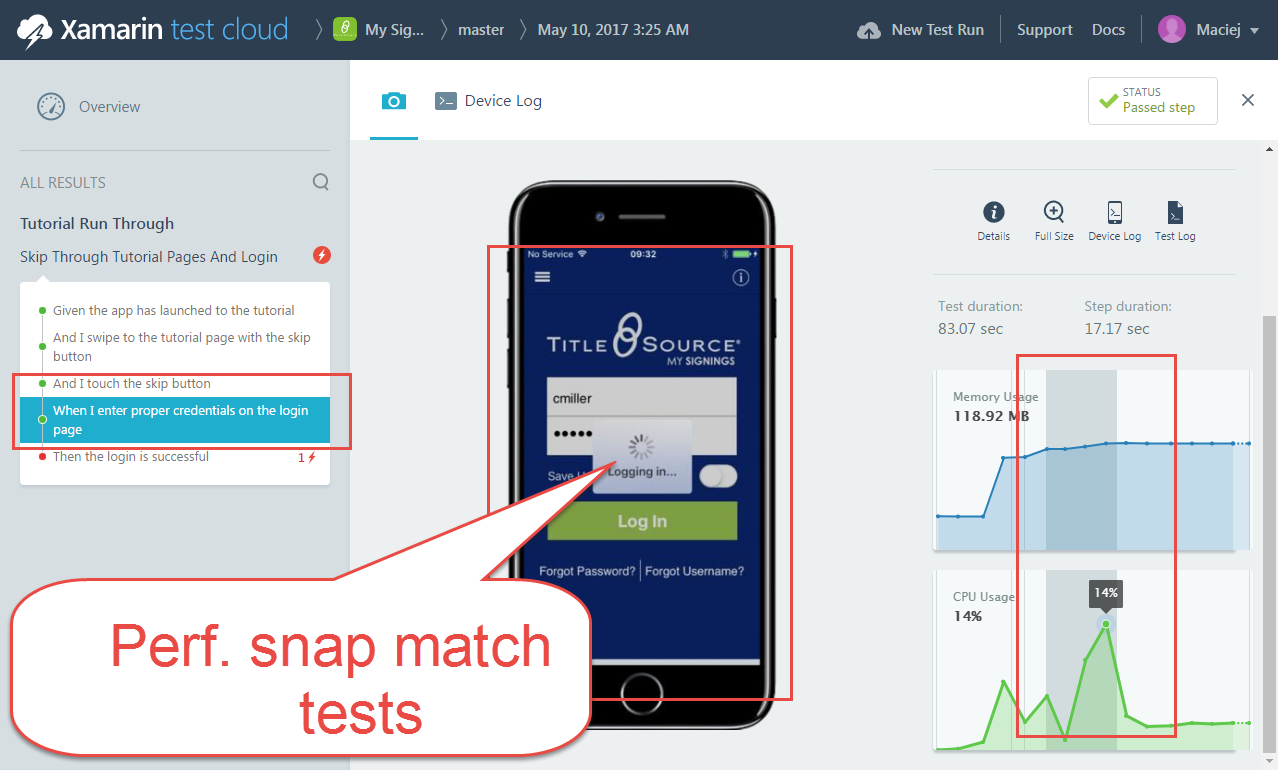 Xamarin test cloud
My Sig...
master
May 10, 2017 3:25 AM
New Test Run
Support
Docs
Maciej
Overview
Device Log
STATUS
Passed step
ALL RESULTS
Tutorial Run Through
Skip Through Tutorial Pages And Login
Given the app has launched to the tutorial
And I swipe to the tutorial page with the skip
button
And I touch the skip button
When I enter proper credentials on the login
page
Then the login is successful
1
No Service
09:32
TITLE SOURCE
MY SIGNINGS
cmiller
Logging in...
Save
Log In
Forgot Password?
Forgot Username?
Perf. snap match
tests
Details
Full Size
Device Log
Test Log
Test duration:
83.07 sec
Step duration:
17.17 sec
Memory Usage
118.92 MB
CPU Usage
14%
14%